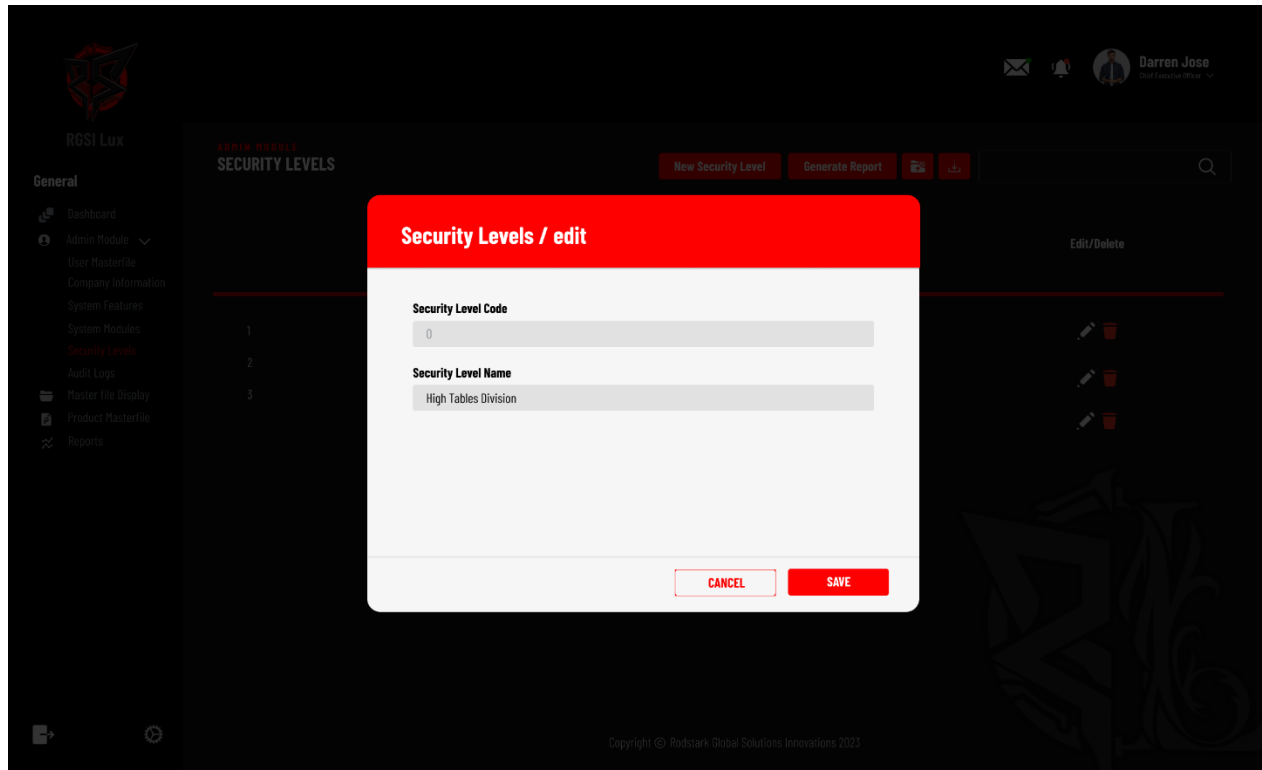 Darren Jose
Chief Executive Officer
RGSI Lux
ADMIN MODULE
SECURITY LEVELS
New Security Level
Generate Report
General
Dashboard
Admin Module
User Masterfile
Company Information
System Features
System Modules
Security Levels
Audit Logs
Master file Display
Product Masterfile
Reports
Edit/Delete
1
2
3
Security Levels / edit
Security Level Code
0
Security Level Name
High Tables Division
CANCEL
SAVE
Copyright © Rodstark Global Solutions Innovations 2023